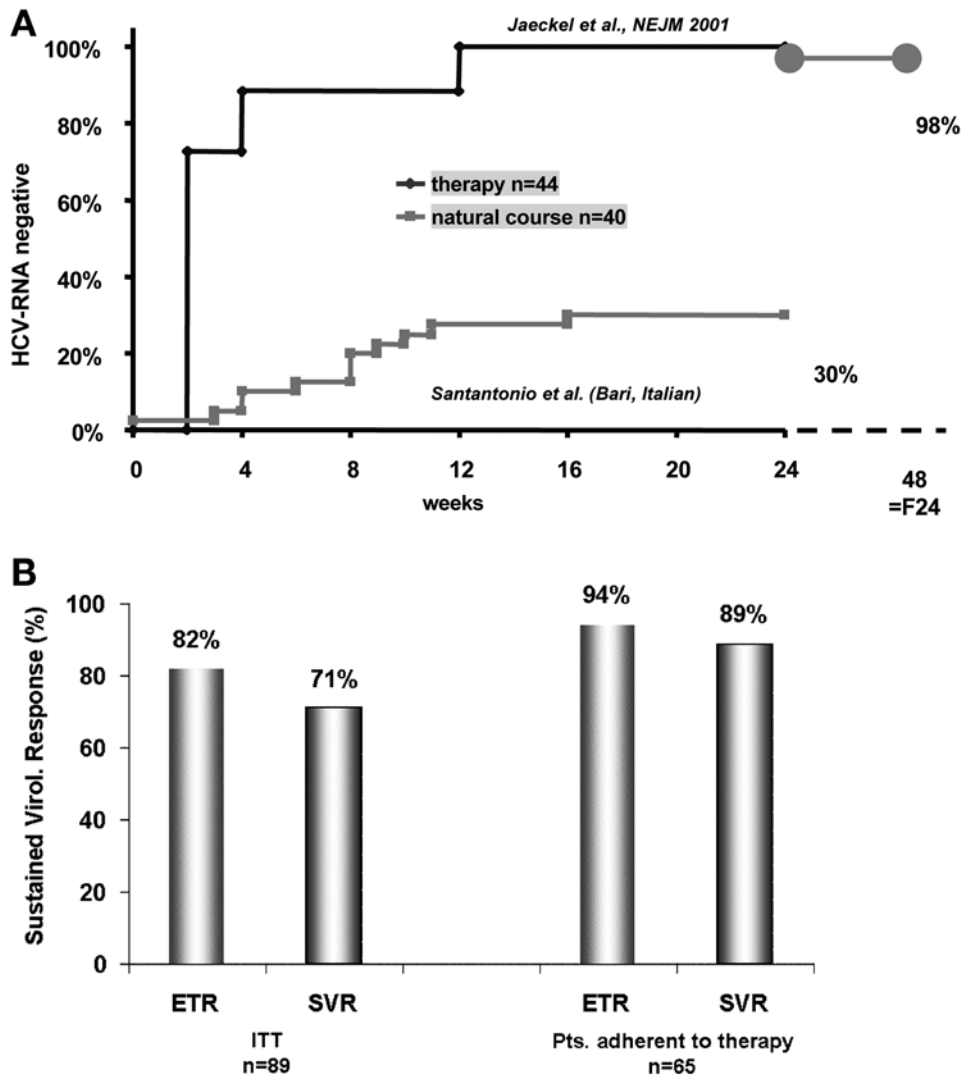 A
Jaeckel et al., NEJM 2001
100%
80%
60%
40%
20%
0%
HCV-RNA negative
98%
therapy n=44
natural course n=40
30%
Santantonio et al. (Bari, Italian)
0 4 8 12 16 20 24
weeks
48
=F24
B
Sustained Virol. Response (%)
100
80
60
40
20
0
82%
71%
94%
89%
ETR SVR ETR SVR
ITT Pts. adherent to therapy
n=89 n=65